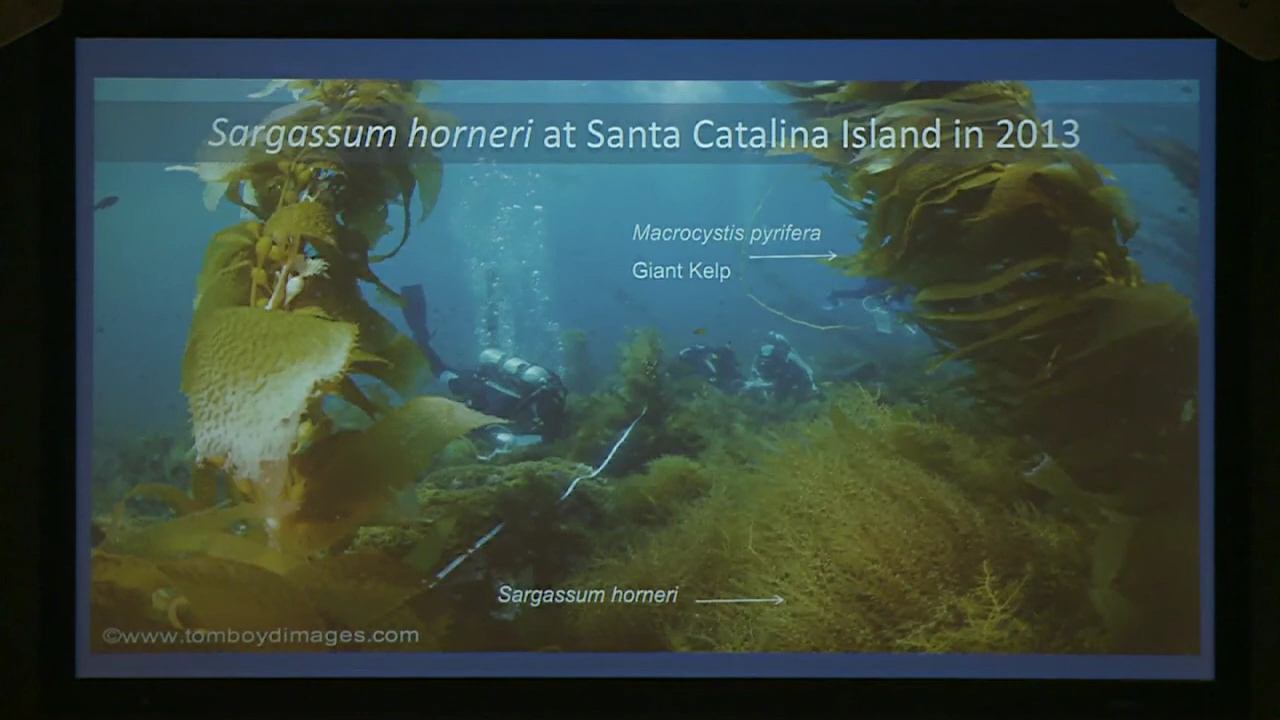 Sargassum horneri at Santa Catalina Island in 2013
Macrocystis pyrifera
Giant Kelp
Sargassum horneri
©www.tomboydimages.com